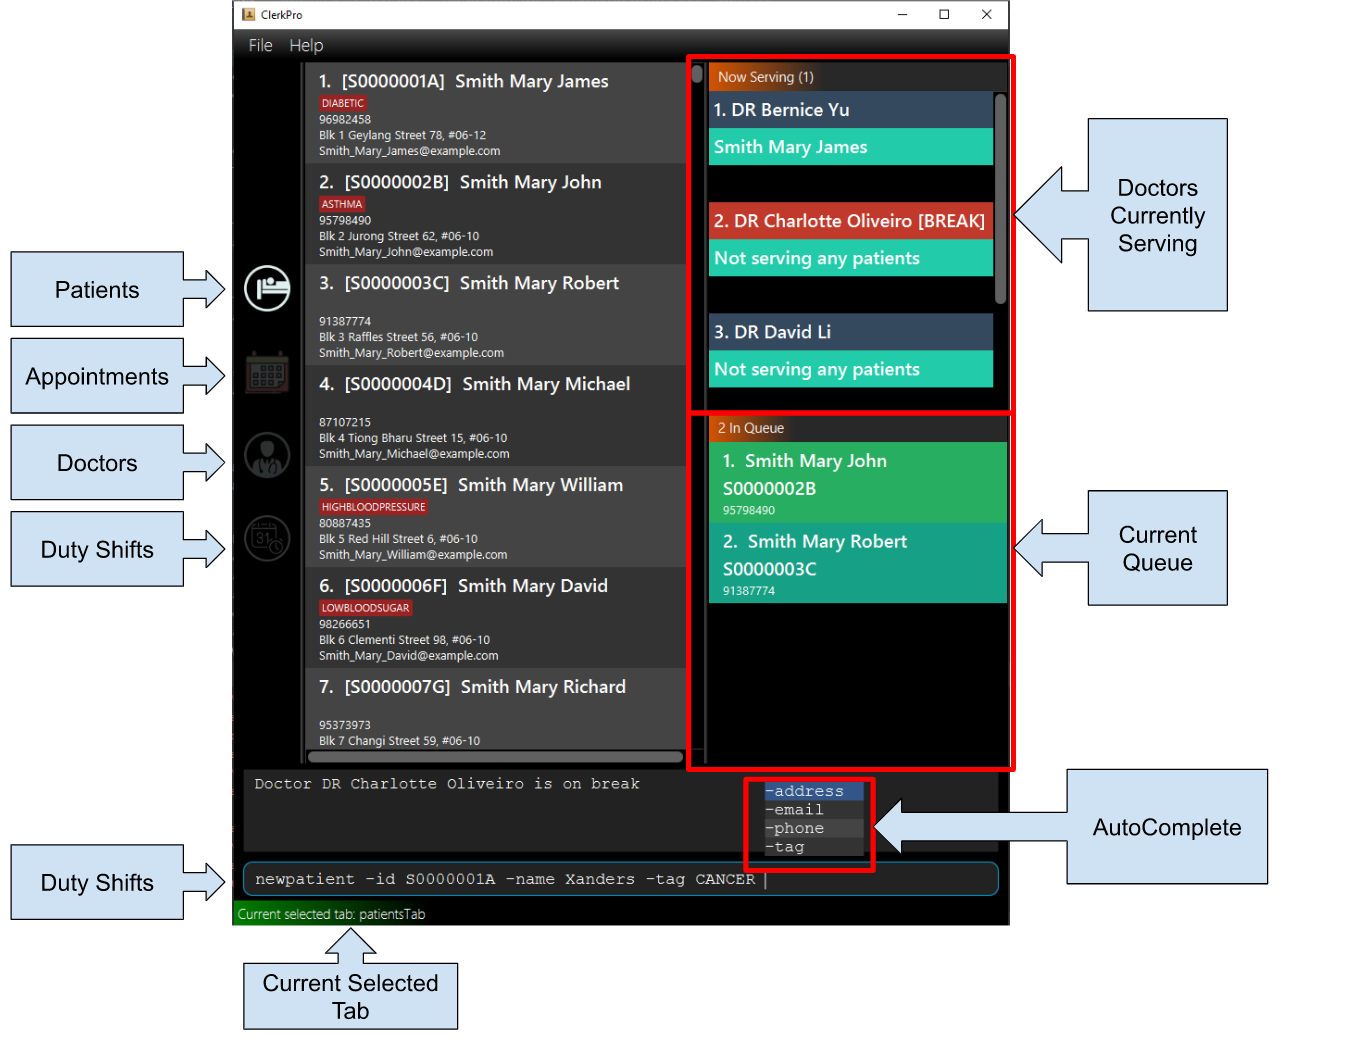 ClerkPro
File Help
1. [S0000001A] Smith Mary James
DIABETIC
96982458
Blk 1 Geylang Street 78, #06-12
Smith_Mary_James@example.com
2. [S0000002B] Smith Mary John
ASTHMA
95798490
Blk 2 Jurong Street 62, #06-10
Smith_Mary_John@example.com
3. [S0000003C] Smith Mary Robert
91387774
Blk 3 Raffles Street 56, #06-10
Smith_Mary_Robert@example.com
4. [S0000004D] Smith Mary Michael
87107215
Blk 4 Tiong Bharu Street 15, #06-10
Smith_Mary_Michael@example.com
5. [S0000005E] Smith Mary William
HIGHBLOODPRESSURE
80887435
Blk 5 Red Hill Street 6, #06-10
Smith_Mary_William@example.com
6. [S0000006F] Smith Mary David
LOWBLOODSUGAR
98266651
Blk 6 Clementi Street 98, #06-10
Smith_Mary_David@example.com
7. [S0000007G] Smith Mary Richard
95373973
Blk 7 Changi Street 59, #06-10
Now Serving (1)
1. DR Bernice Yu
Smith Mary James
2. DR Charlotte Oliveiro [BREAK]
Not serving any patients
3. DR David Li
Not serving any patients
2 In Queue
1. Smith Mary John
S0000002B
95798490
2. Smith Mary Robert
S0000003C
91387774
Doctor DR Charlotte Oliveiro is on break
-address
-email
-phone
-tag
newpatient -id S0000001A -name Xanders -tag CANCER
Current selected tab: patientsTab
Patients
Appointments
Doctors
Duty Shifts
31
Duty Shifts
Current Selected
Tab
Doctors
Currently
Serving
Current
Queue
AutoComplete